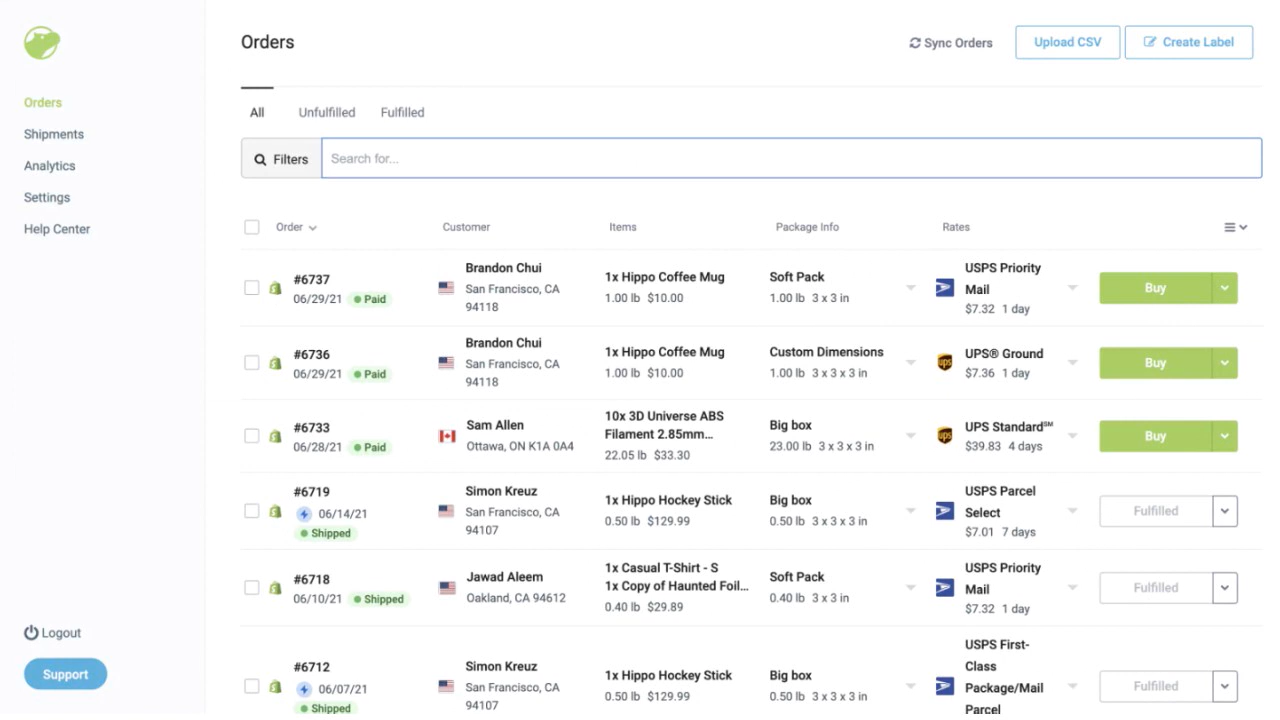 Orders
Sync Orders
Upload CSV
Create Label
Orders
Shipments
Analytics
Settings
Help Center
Logout
Support
All
Unfulfilled
Fulfilled
Filters
Search for...
Order
Customer
Items
Package Info
Rates
#6737
06/29/21
Paid
Brandon Chui
San Francisco, CA
94118
1x Hippo Coffee Mug
1.00 lb $10.00
Soft Pack
1.00 lb 3 x 3 in
USPS Priority
Mail
$7.32 1 day
Buy
#6736
06/29/21
Paid
Brandon Chui
San Francisco, CA
94118
1x Hippo Coffee Mug
1.00 lb $10.00
Custom Dimensions
1.00 lb 3 x 3 x 3 in
ups
UPS® Ground
$7.36 1 day
Buy
#6733
06/28/21
Paid
Sam Allen
Ottawa, ON K1A 0A4
10x 3D Universe ABS
Filament 2.85mm...
22.05 lb $33.30
Big box
23.00 lb 3 x 3 x 3 in
ups
UPS Standard℠
$39.83 4 days
Buy
#6719
06/14/21
Shipped
Simon Kreuz
San Francisco, CA
94107
1x Hippo Hockey Stick
0.50 lb $129.99
Big box
0.50 lb 3 x 3 x 3 in
USPS Parcel
Select
$7.01 7 days
Fulfilled
#6718
06/10/21
Shipped
Jawad Aleem
Oakland, CA 94612
1x Casual T-Shirt - S
1x Copy of Haunted Foil...
0.40 lb $29.89
Soft Pack
0.40 lb 3 x 3 in
USPS Priority
Mail
$7.32 1 day
Fulfilled
#6712
06/07/21
Shipped
Simon Kreuz
San Francisco, CA
94107
1x Hippo Hockey Stick
0.50 lb $129.99
Big box
0.50 lb 3 x 3 x 3 in
USPS First-
Class
Package/Mail
Parcel
Fulfilled